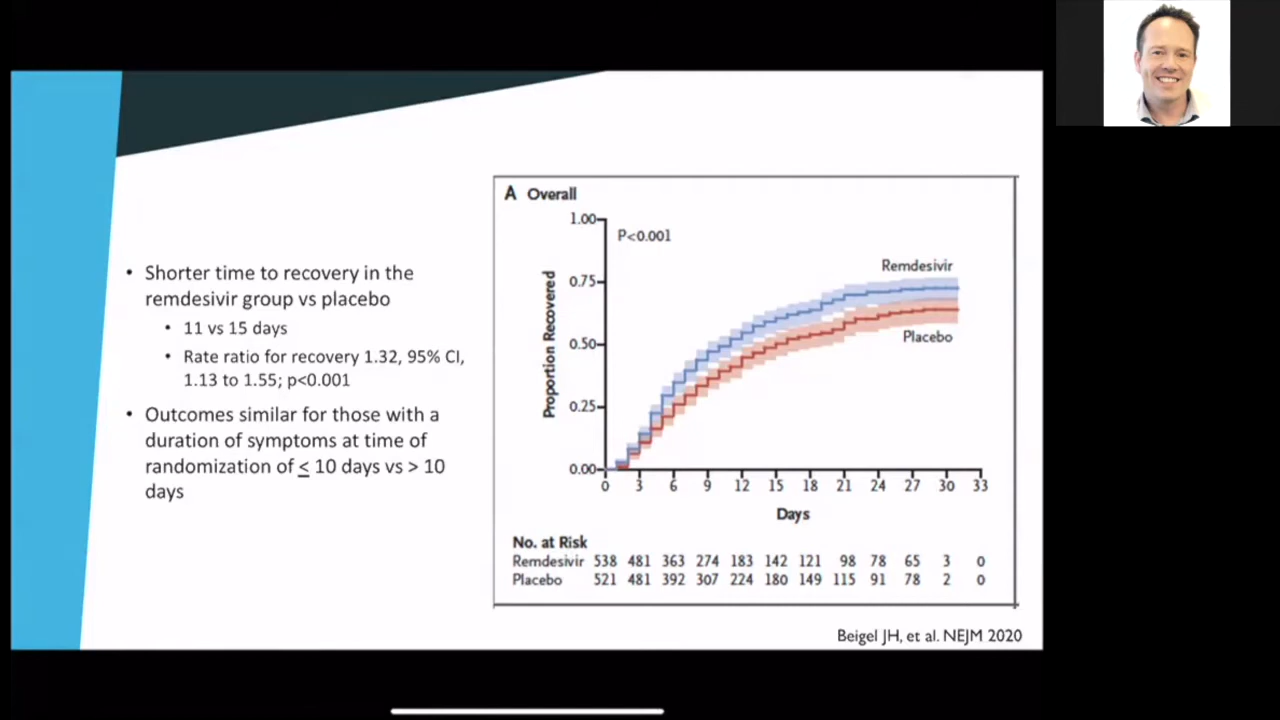 • Shorter time to recovery in the
remdesivir group vs placebo
• 11 vs 15 days
• Rate ratio for recovery 1.32, 95% CI,
1.13 to 1.55; p<0.001
• Outcomes similar for those with a
duration of symptoms at time of
randomization of < 10 days vs > 10
days
A Overall
1.00
P<0.001
Remdesivir
0.75
Proportion Recovered
0.50
Placebo
0.25
0.00
0 3 6 9 12 15 18 21 24 27 30 33
Days
No. at Risk
Remdesivir 538 481 363 274 183 142 121 98 78 65 3 0
Placebo 521 481 392 307 224 180 149 115 91 78 2 0
Beigel JH, et al. NEJM 2020